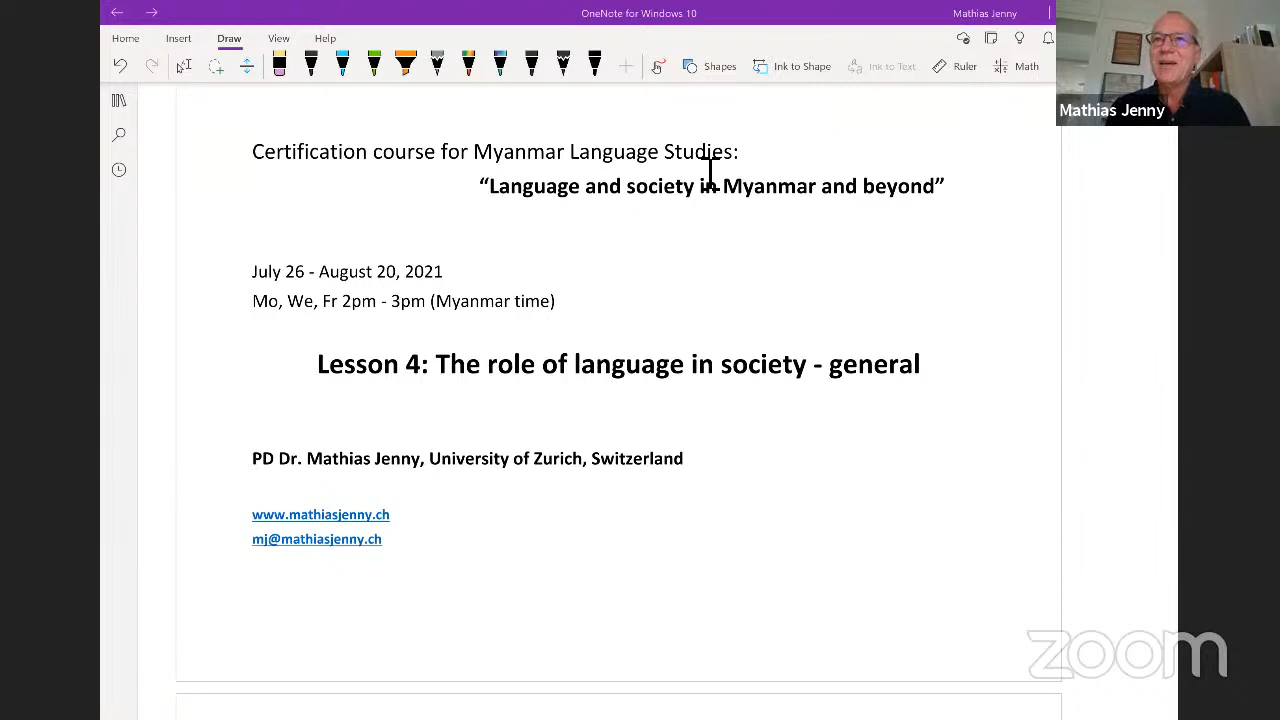 OneNote for Windows 10
Mathias Jenny
Home Insert Draw View Help
Shapes Ink to Shape Ink to Text Ruler Math
Mathias Jenny
Certification course for Myanmar Language Studies:
“Language and society in Myanmar and beyond”
July 26 - August 20, 2021
Mo, We, Fr 2pm - 3pm (Myanmar time)
Lesson 4: The role of language in society - general
PD Dr. Mathias Jenny, University of Zurich, Switzerland
www.mathiasjenny.ch
mj@mathiasjenny.ch
zoom